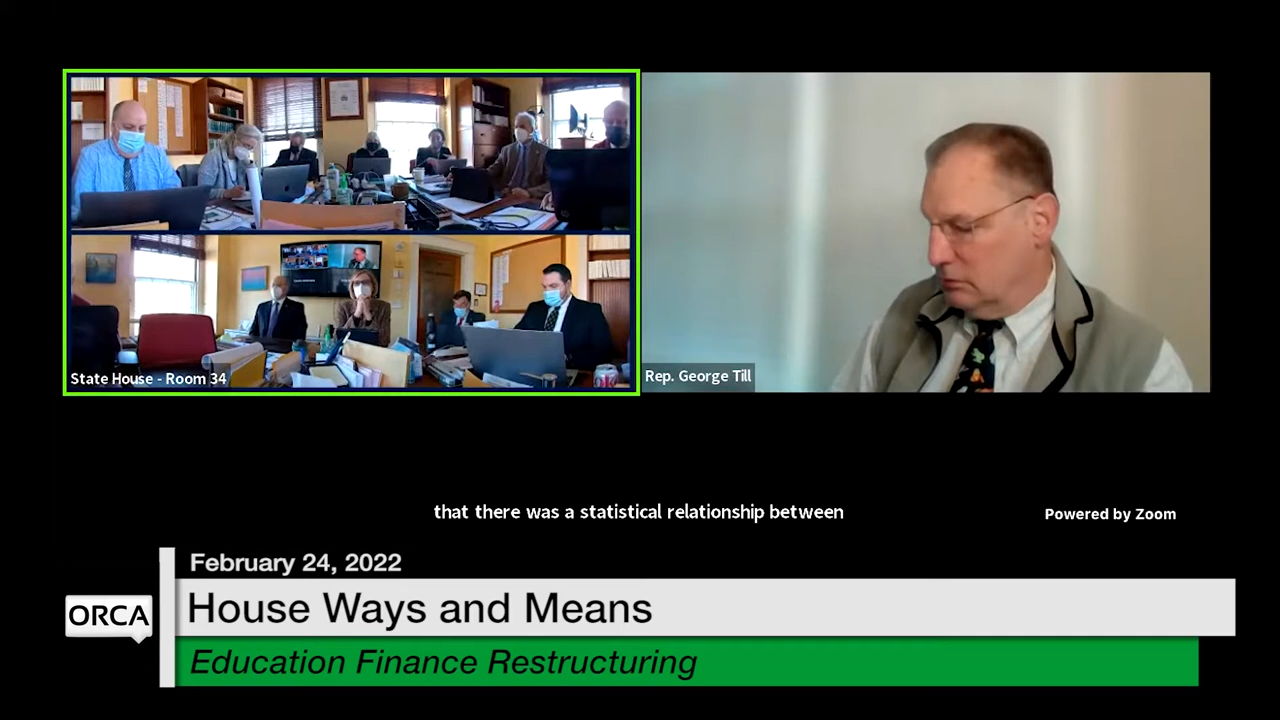 State House - Room 34
Rep. George Till
that there was a statistical relationship between
Powered by Zoom
February 24, 2022
ORCA
House Ways and Means
Education Finance Restructuring